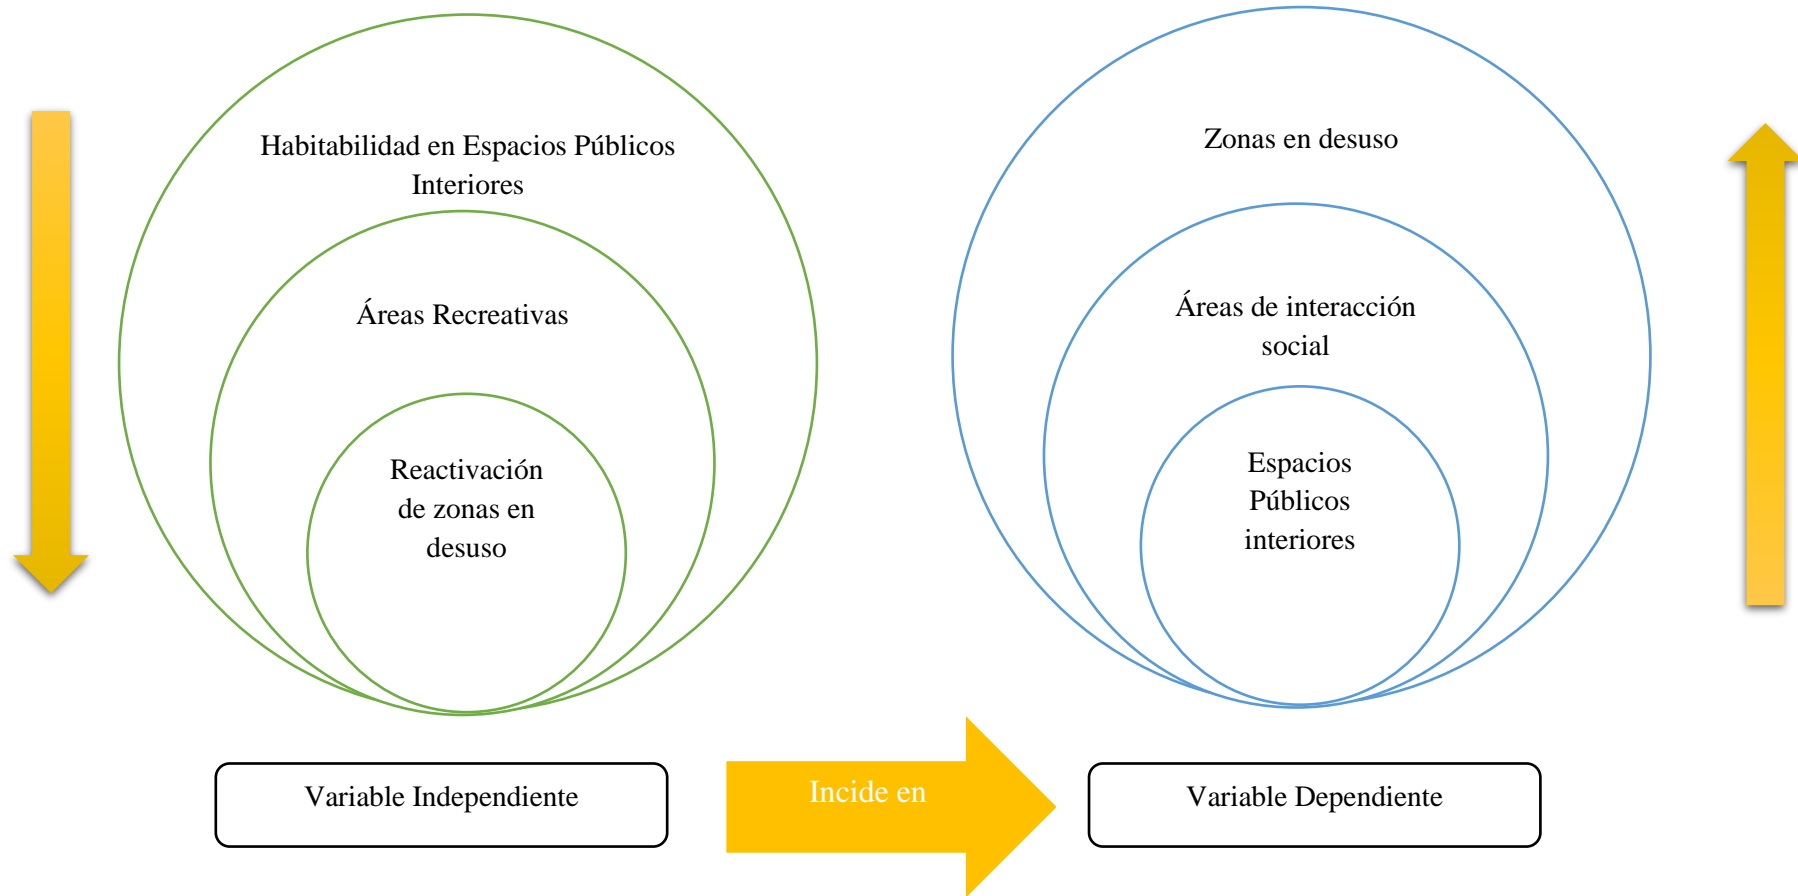 Habitabilidad en Espacios Públicos
Interiores
Áreas Recreativas
Reactivación
de zonas en
desuso
Zonas en desuso
Áreas de interacción
social
Espacios
Públicos
interiores
Variable Independiente
Incide en
Variable Dependiente